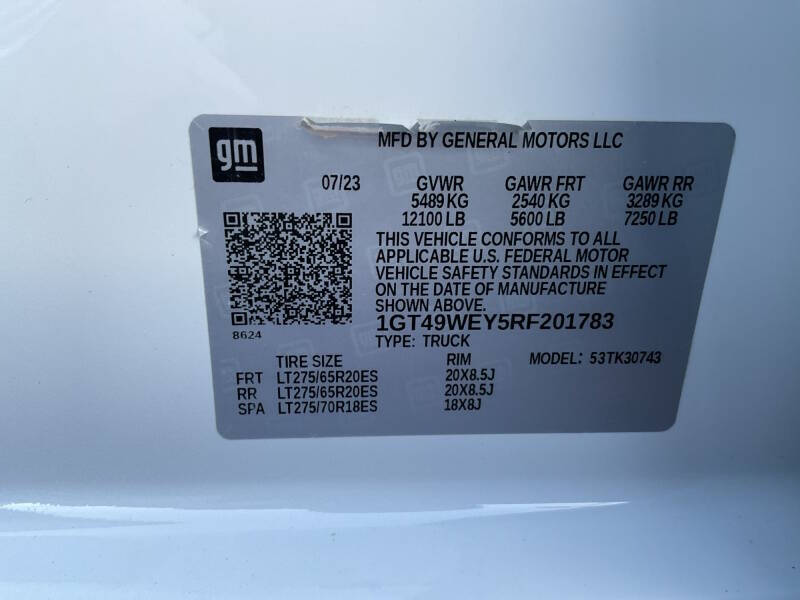 gm
MFD BY GENERAL MOTORS LLC
07/23 GVWR GAWR FRT GAWR RR
5489 KG 2540 KG 3289 KG
12100 LB 5600 LB 7250 LB
THIS VEHICLE CONFORMS TO ALL
APPLICABLE U.S. FEDERAL MOTOR
VEHICLE SAFETY STANDARDS IN EFFECT
ON THE DATE OF MANUFACTURE
SHOWN ABOVE.
8624
1GT49WEY5RF201783
TYPE: TRUCK
TIRE SIZE RIM MODEL: 53TK30743
FRT LT275/65R20ES 20X8.5J
RR LT275/65R20ES 20X8.5J
SPA LT275/70R18ES 18X8J